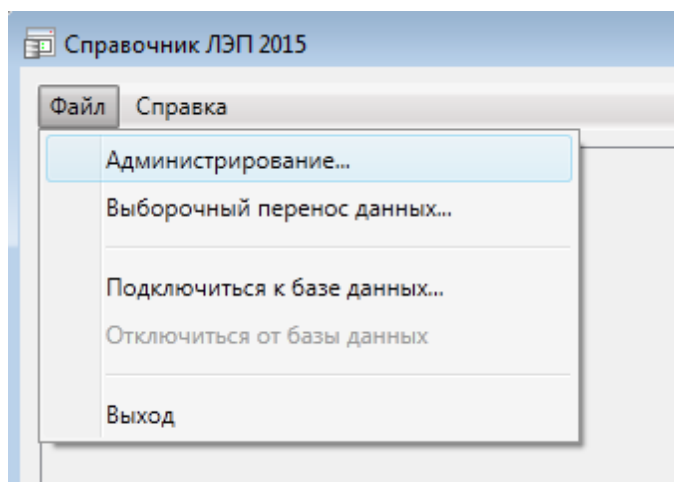 Справочник ЛЭП 2015
Файл Справка
Администрирование...
Выборочный перенос данных...
Подключиться к базе данных...
Отключиться от базы данных
Выход